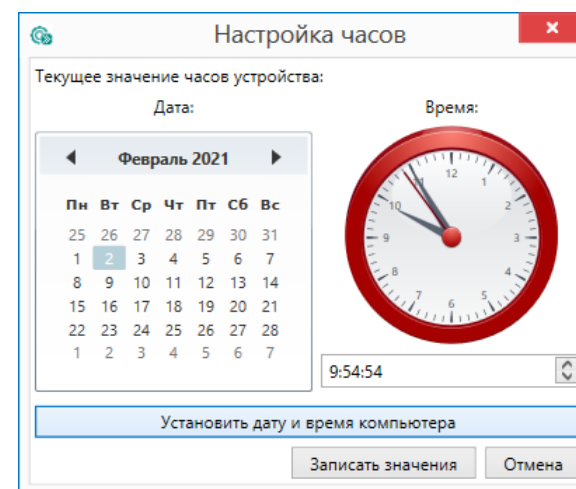 Настройка часов
Текущее значение часов устройства:
Дата:
Время:
Февраль 2021
Пн Вт Ср Чт Пт Сб Вс
25 26 27 28 29 30 31
1 2 3 4 5 6 7
8 9 10 11 12 13 14
15 16 17 18 19 20 21
22 23 24 25 26 27 28
1 2 3 4 5 6 7
12
11 1
10 2
9 3
8 4
7 5
6
9:54:54
Установить дату и время компьютера
Записать значения Отмена